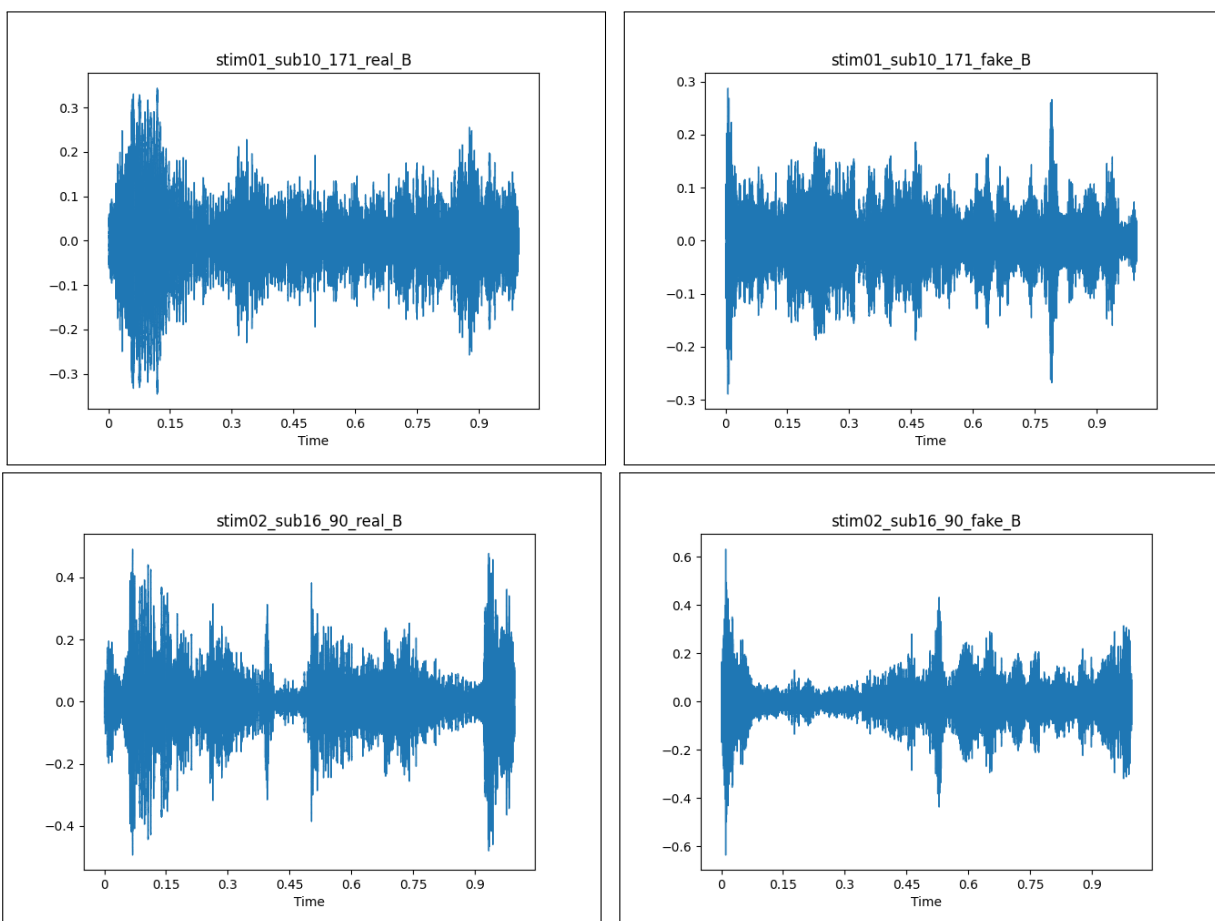 stim01_sub10_171_real_B
0.3
0.2
0.1
0.0
−0.1
−0.2
−0.3
0 0.15 0.3 0.45 0.6 0.75 0.9
Time
stim01_sub10_171_fake_B
0.3
0.2
0.1
0.0
−0.1
−0.2
−0.3
0 0.15 0.3 0.45 0.6 0.75 0.9
Time
stim02_sub16_90_real_B
0.4
0.2
0.0
−0.2
−0.4
0 0.15 0.3 0.45 0.6 0.75 0.9
Time
stim02_sub16_90_fake_B
0.6
0.4
0.2
0.0
−0.2
−0.4
−0.6
0 0.15 0.3 0.45 0.6 0.75 0.9
Time